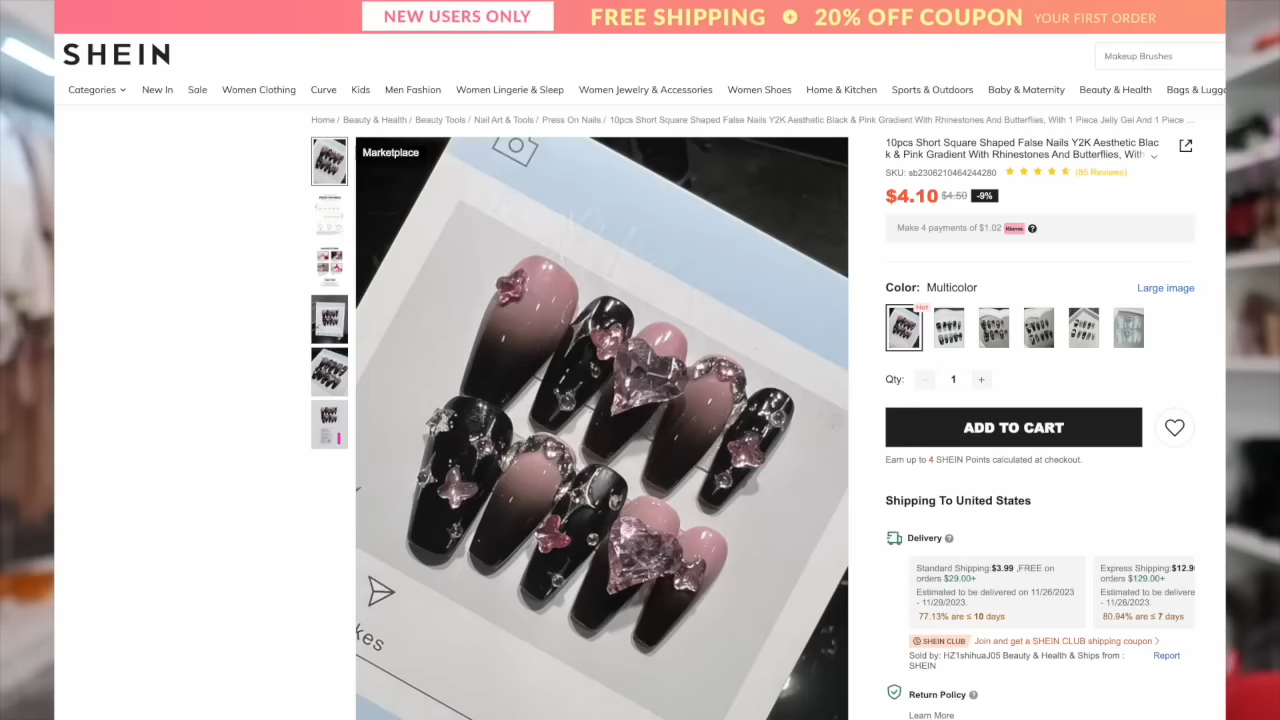 NEW USERS ONLY
FREE SHIPPING
20% OFF COUPON YOUR FIRST ORDER
SHEIN
Makeup Brushes
Categories
New In
Sale
Women Clothing
Curve
Kids
Men Fashion
Women Lingerie & Sleep
Women Jewelry & Accessories
Women Shoes
Home & Kitchen
Sports & Outdoors
Baby & Maternity
Beauty & Health
Bags & Lugg
Home / Beauty & Health / Beauty Tools / Nail Art & Tools / Press On Nails / 10pcs Short Square Shaped False Nails Y2K Aesthetic Black & Pink Gradient With Rhinestones And Butterflies, With 1 Piece Jelly Gel And 1 Piece ...
Marketplace
kes
10pcs Short Square Shaped False Nails Y2K Aesthetic Blac
k & Pink Gradient With Rhinestones And Butterflies, With
SKU: sb2306210464244280
(85 Reviews)
$4.10 $4.50 -9%
Make 4 payments of $1.02 Klarna ?
Color: Multicolor
Large image
Hot
Qty: - 1 +
ADD TO CART
Earn up to 4 SHEIN Points calculated at checkout.
Shipping To United States
Delivery ?
Standard Shipping:$3.99 ,FREE on
orders $29.00+
Estimated to be delivered on 11/26/2023
- 11/29/2023.
77.13% are ≤ 10 days
Express Shipping:$12.9
orders $129.00+
Estimated to be delivere
- 11/26/2023.
80.94% are ≤ 7 days
SHEIN CLUB Join and get a SHEIN CLUB shipping coupon >
Sold by: HZ1shihuaJ05 Beauty & Health & Ships from :
SHEIN
Report
Return Policy ?
Learn More